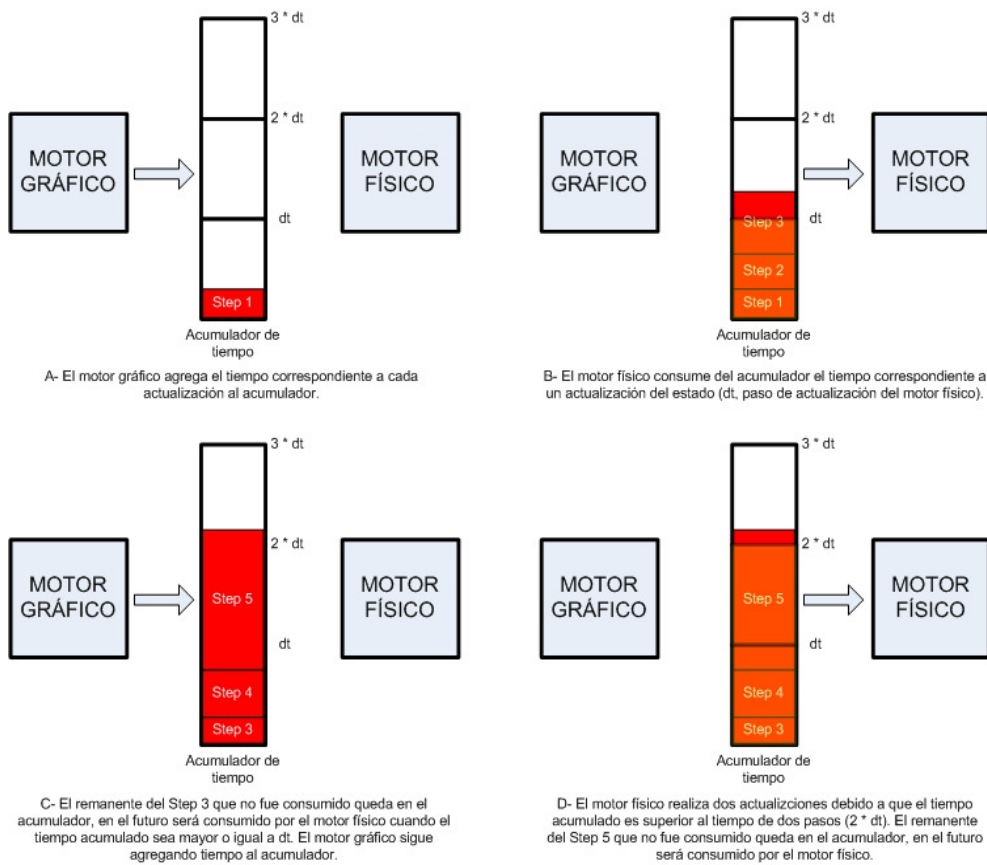 3 * dt
2 * dt
MOTOR
GRÁFICO
MOTOR
FÍSICO
dt
Step 1
Acumulador de
tiempo
A- El motor gráfico agrega el tiempo correspondiente a cada
actualización al acumulador.
3 * dt
2 * dt
MOTOR
GRÁFICO
MOTOR
FÍSICO
dt
Step 3
Step 2
Step 1
Acumulador de
tiempo
B- El motor físico consume del acumulador el tiempo correspondiente a
un actualización del estado (dt, paso de actualización del motor físico).
3 * dt
2 * dt
MOTOR
GRÁFICO
Step 5
MOTOR
FÍSICO
dt
Step 4
Step 3
Acumulador de
tiempo
C- El remanente del Step 3 que no fue consumido queda en el
acumulador, en el futuro será consumido por el motor físico cuando el
tiempo acumulado sea mayor o igual a dt. El motor gráfico sigue
agregando tiempo al acumulador.
3 * dt
2 * dt
MOTOR
GRÁFICO
Step 5
MOTOR
FÍSICO
dt
Step 4
Step 3
Acumulador de
tiempo
D- El motor físico realiza dos actualizciones debido a que el tiempo
acumulado es superior al tiempo de dos pasos (2 * dt). El remanente
del Step 5 que no fue consumido queda en el acumulador, en el futuro
será consumido por el motor físico.